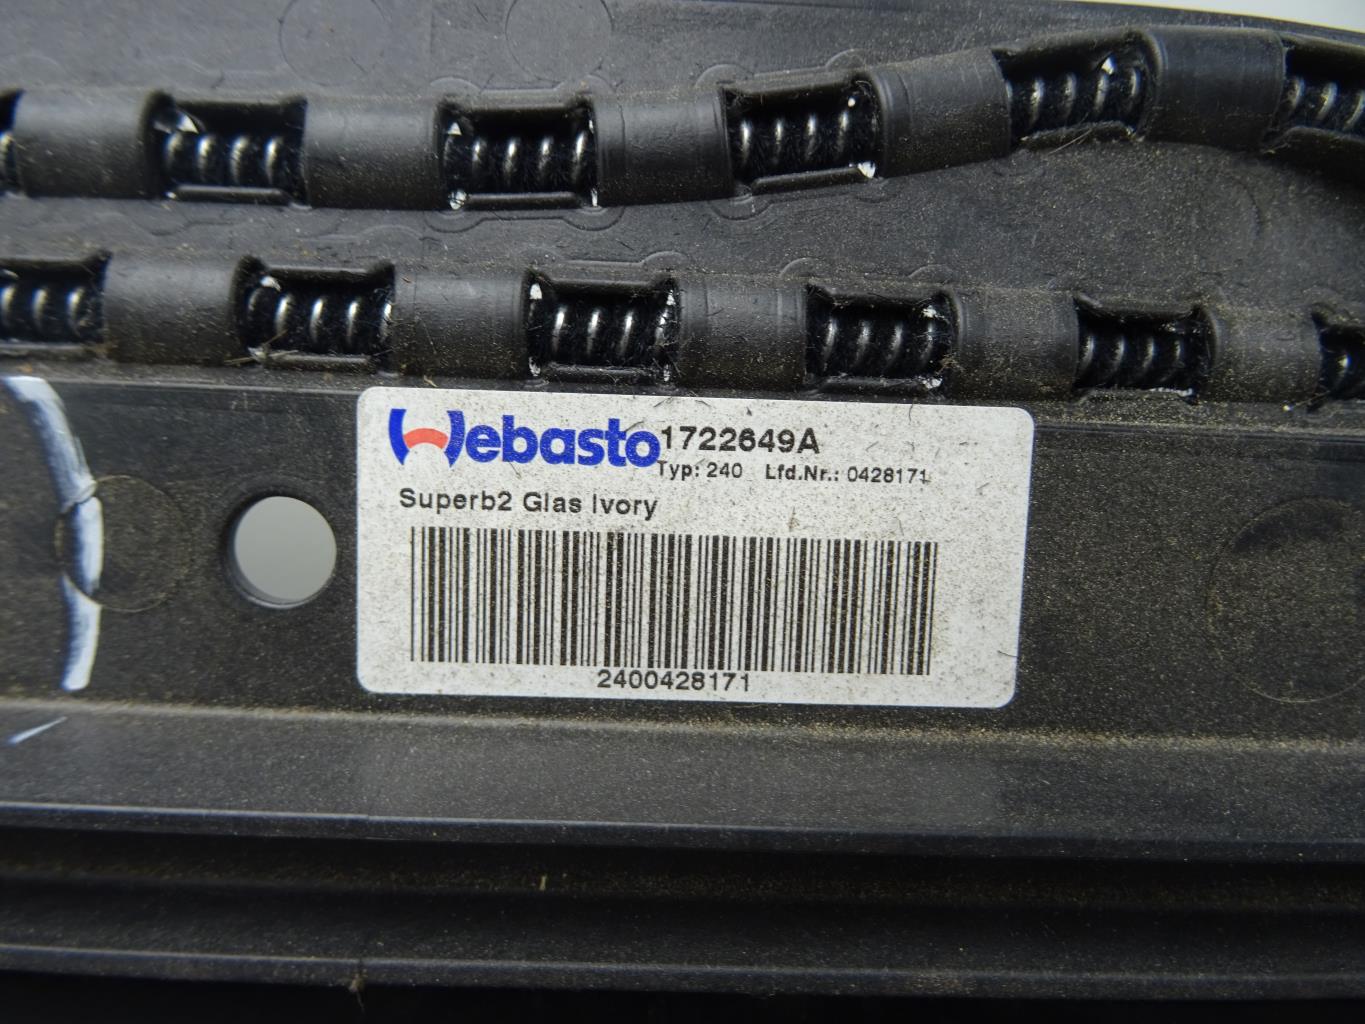 Webasto 1722649A
Typ: 240 Lfd.Nr.: 0428171
Superb2 Glas Ivory
2400428171